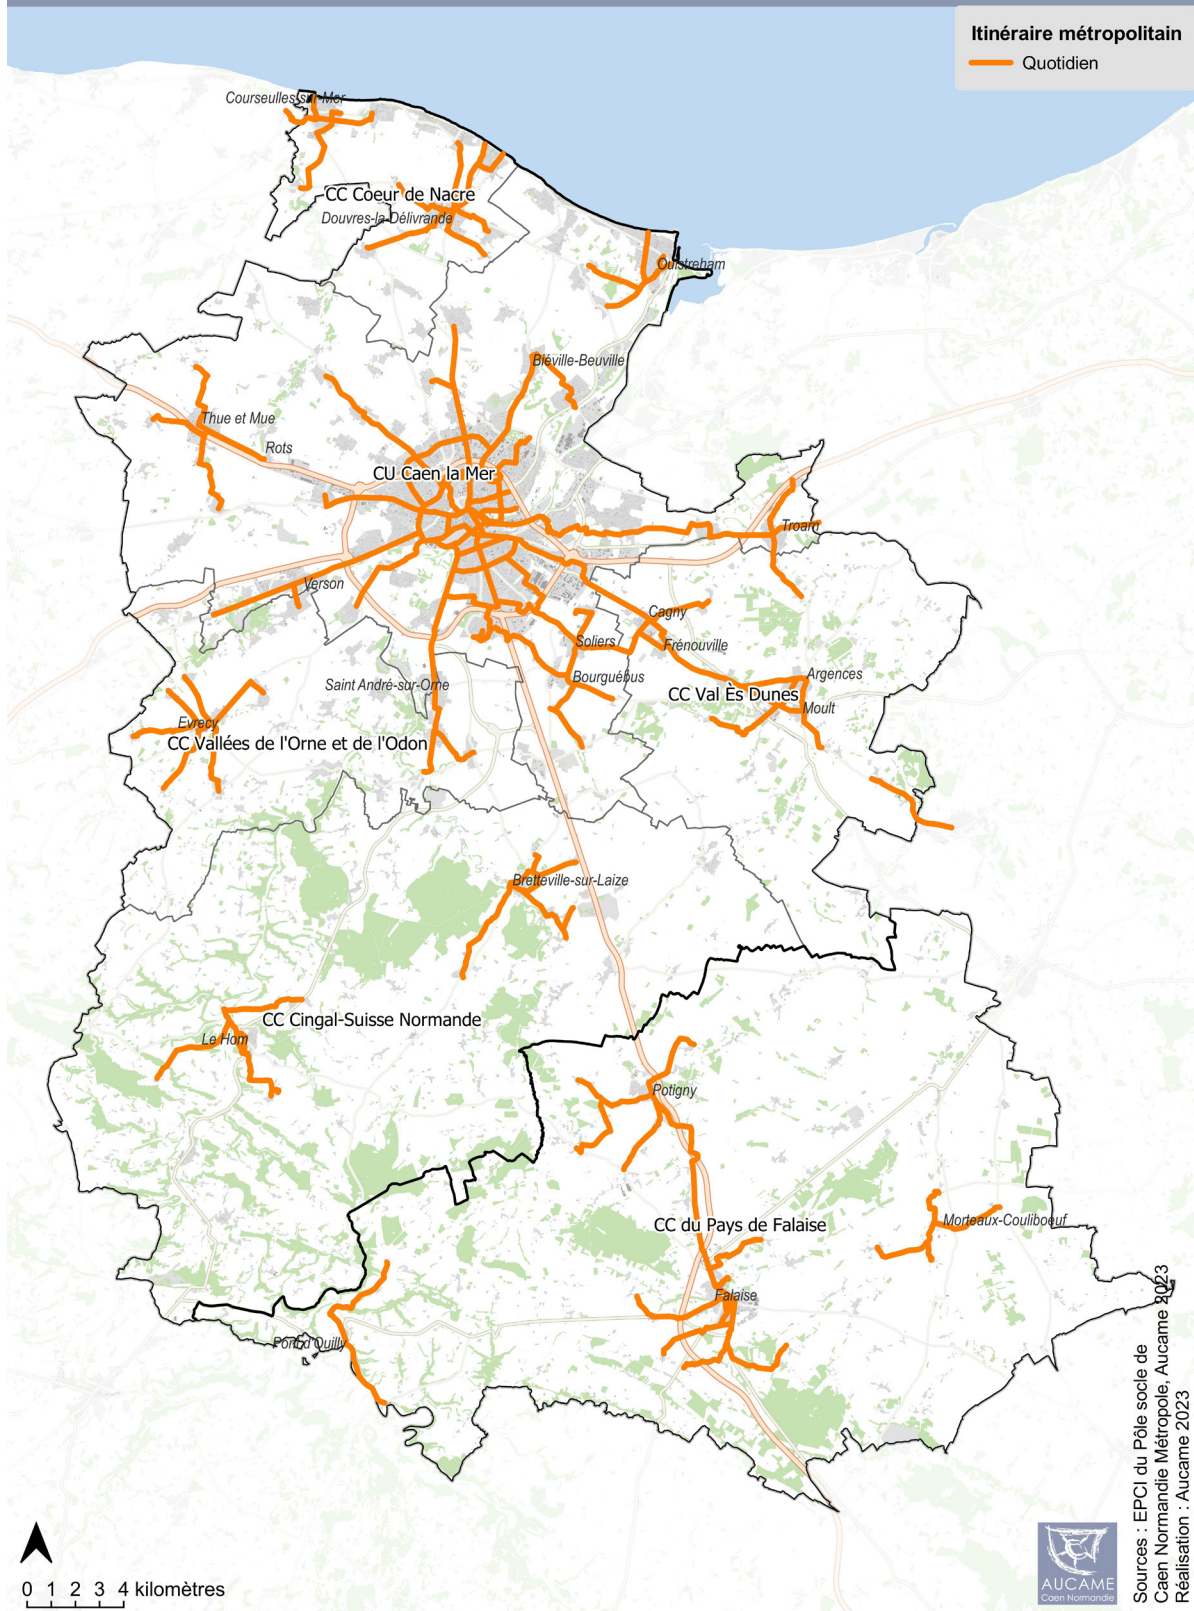 Itinéraire métropolitain
Quotidien
Courseulles-sur-Mer
CC Coeur de Nacre
Douvres-la-Délivrande
Ouistreham
Biéville-Beuville
Thue et Mue
Rots
CU Caen la Mer
Troarn
Verson
Cagny
Soliers
Frénouville
Argences
Bourguébus
Saint André-sur-Orne
CC Val Ès Dunes
Moult
Evrecy
CC Vallées de l'Orne et de l'Odon
Bretteville-sur-Laize
CC Cingal-Suisse Normande
Le Hom
Potigny
CC du Pays de Falaise
Morteaux-Couliboeuf
Falaise
Pont-d'Ouilly
Sources : EPCI du Pôle socle de
Caen Normandie Métropole, Aucame 2023
Réalisation : Aucame 2023
AUCAME
Caen Normandie
0 1 2 3 4 kilomètres